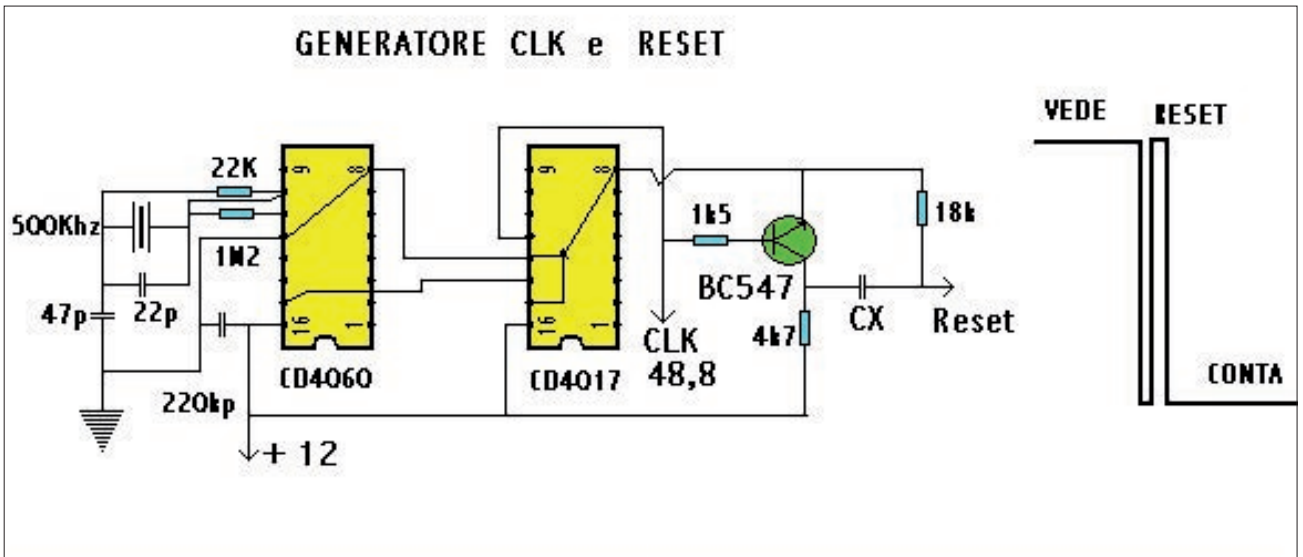 GENERATORE CLK e RESET
VEDE
RESET
22K
9
8
9
8
500Khz
1k5
18k
1M2
BC547
47p
22p
CX
Reset
16
1
16
1
CLK
4k7
48,8
CD4060
CD4017
CONTA
220kp
+ 12